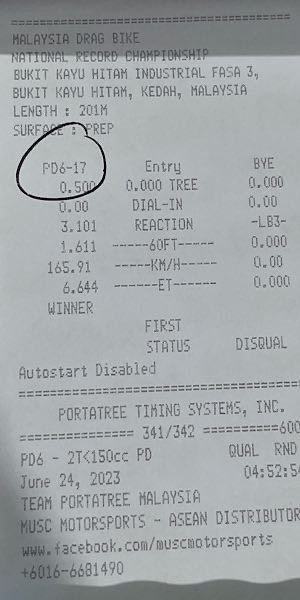 ==============================
MALAYSIA DRAG BIKE
NATIONAL RECORD CHAMPIONSHIP
BUKIT KAYU HITAM INDUSTRIAL FASA 3,
BUKIT KAYU HITAM, KEDAH, MALAYSIA
LENGTH : 201M
SURFACE : PREP
PD6-17 Entry BYE
0.500 0.000 TREE 0.000
0.00 DIAL-IN 0.00
3.101 REACTION -LB3-
1.611 -----60FT----- 0.000
165.91 -----KM/H----- 0.00
6.644 ------ET------ 0.000
WINNER
FIRST
STATUS DISQUAL
Autostart Disabled
==============================
PORTATREE TIMING SYSTEMS, INC.
=============== 341/342 ==========600
PD6 - 2T<150cc PD QUAL RND
June 24, 2023 04:52:54
TEAM PORTATREE MALAYSIA
MUSC MOTORSPORTS - ASEAN DISTRIBUTOR
www.facebook.com/muscmotorsports
+6016-6681490